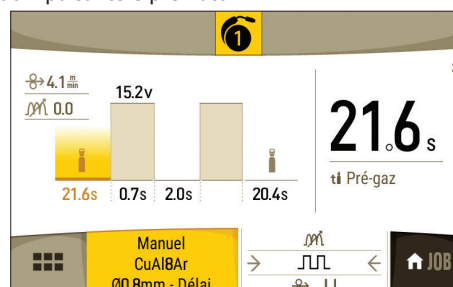 1
4.1 m/min
0.0
15.2v
21.6s
0.7s
2.0s
20.4s
21.6 s
Pré-gaz
Manuel
CuAl8Ar
Ø0.8mm - Délai
JOB